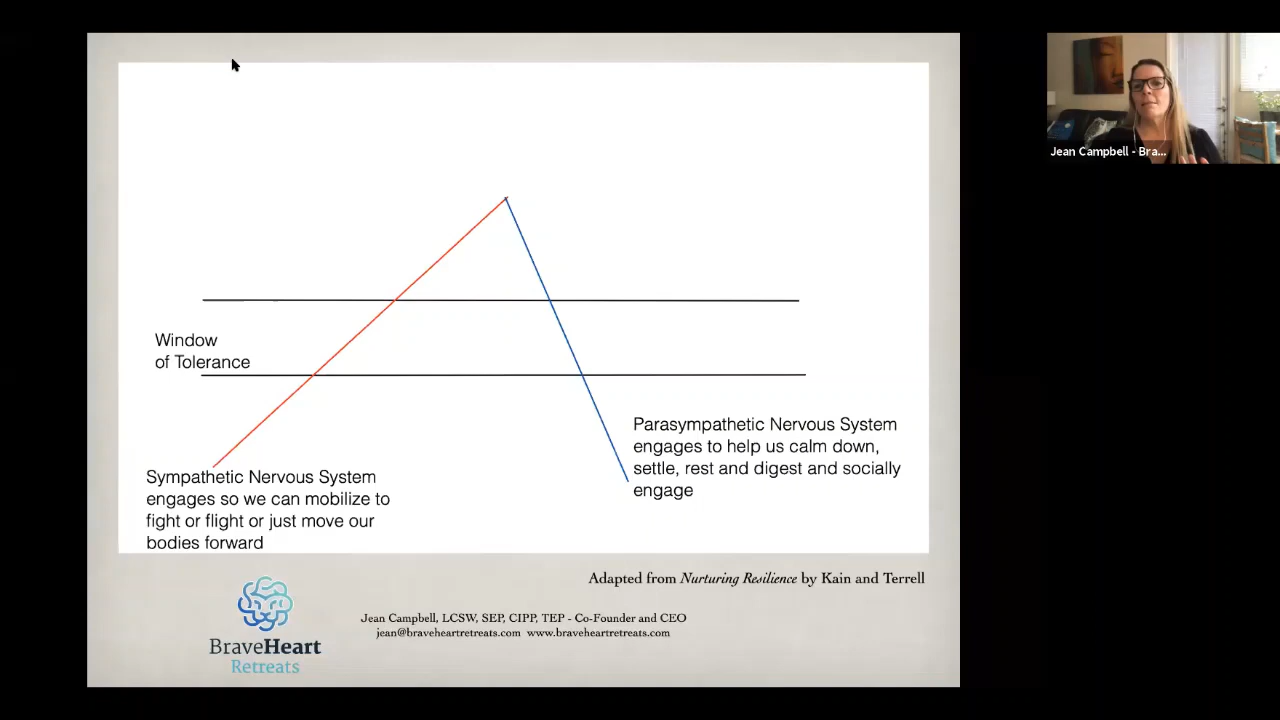 Jean Campbell - Bra...
Window
of Tolerance
Parasympathetic Nervous System
engages to help us calm down,
settle, rest and digest and socially
engage
Sympathetic Nervous System
engages so we can mobilize to
fight or flight or just move our
bodies forward
Adapted from Nurturing Resilience by Kain and Terrell
Jean Campbell, LCSW, SEP, CIPP, TEP - Co-Founder and CEO
jean@braveheartretreats.com www.braveheartretreats.com
BraveHeart
Retreats